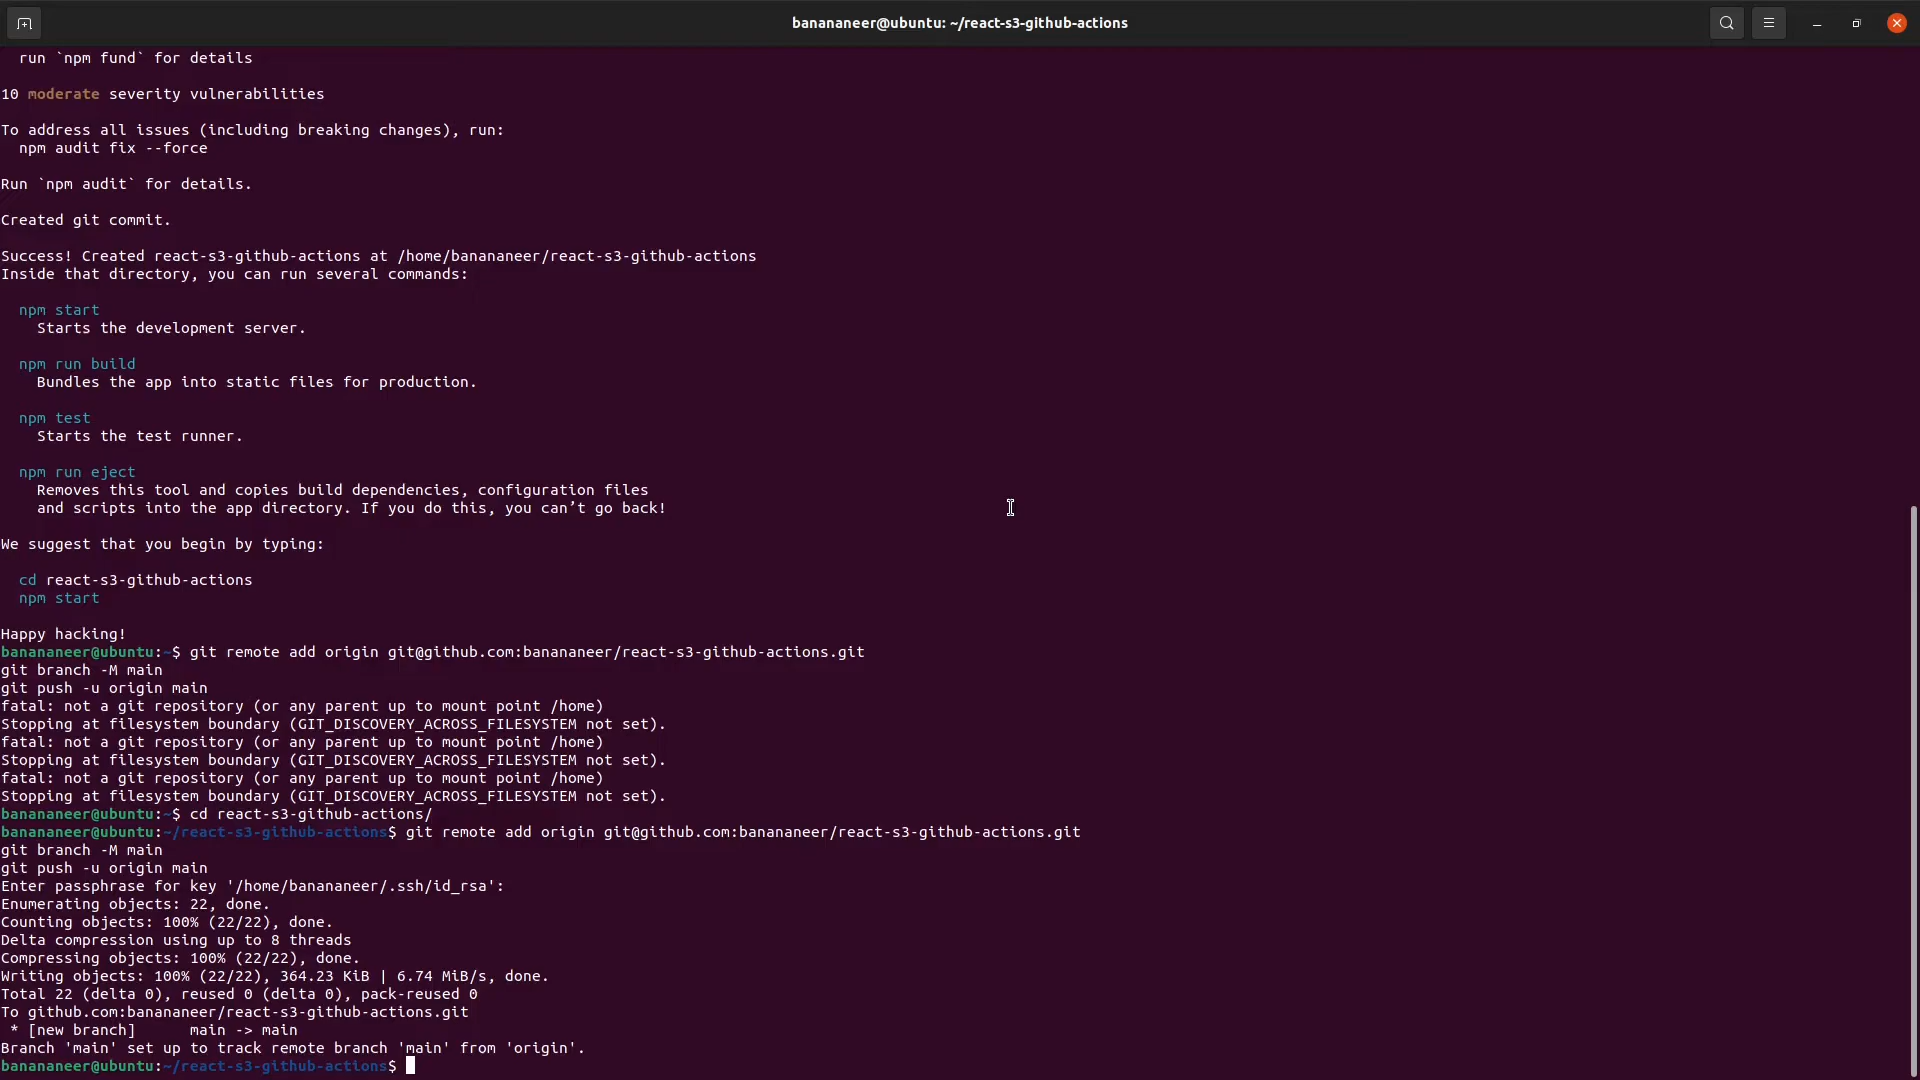 banananeer@ubuntu: ~/react-s3-github-actions
run `npm fund` for details
10 moderate severity vulnerabilities
To address all issues (including breaking changes), run:
npm audit fix --force
Run `npm audit` for details.
Created git commit.
Success! Created react-s3-github-actions at /home/banananeer/react-s3-github-actions
Inside that directory, you can run several commands:
npm start
Starts the development server.
npm run build
Bundles the app into static files for production.
npm test
Starts the test runner.
npm run eject
Removes this tool and copies build dependencies, configuration files
and scripts into the app directory. If you do this, you can’t go back!
We suggest that you begin by typing:
cd react-s3-github-actions
npm start
Happy hacking!
banananeer@ubuntu:~$ git remote add origin git@github.com:banananeer/react-s3-github-actions.git
git branch -M main
git push -u origin main
fatal: not a git repository (or any parent up to mount point /home)
Stopping at filesystem boundary (GIT_DISCOVERY_ACROSS_FILESYSTEM not set).
fatal: not a git repository (or any parent up to mount point /home)
Stopping at filesystem boundary (GIT_DISCOVERY_ACROSS_FILESYSTEM not set).
fatal: not a git repository (or any parent up to mount point /home)
Stopping at filesystem boundary (GIT_DISCOVERY_ACROSS_FILESYSTEM not set).
banananeer@ubuntu:~$ cd react-s3-github-actions/
banananeer@ubuntu:~/react-s3-github-actions$ git remote add origin git@github.com:banananeer/react-s3-github-actions.git
git branch -M main
git push -u origin main
Enter passphrase for key '/home/banananeer/.ssh/id_rsa':
Enumerating objects: 22, done.
Counting objects: 100% (22/22), done.
Delta compression using up to 8 threads
Compressing objects: 100% (22/22), done.
Writing objects: 100% (22/22), 364.23 KiB | 6.74 MiB/s, done.
Total 22 (delta 0), reused 0 (delta 0), pack-reused 0
To github.com:banananeer/react-s3-github-actions.git
* [new branch]      main -> main
Branch 'main' set up to track remote branch 'main' from 'origin'.
banananeer@ubuntu:~/react-s3-github-actions$